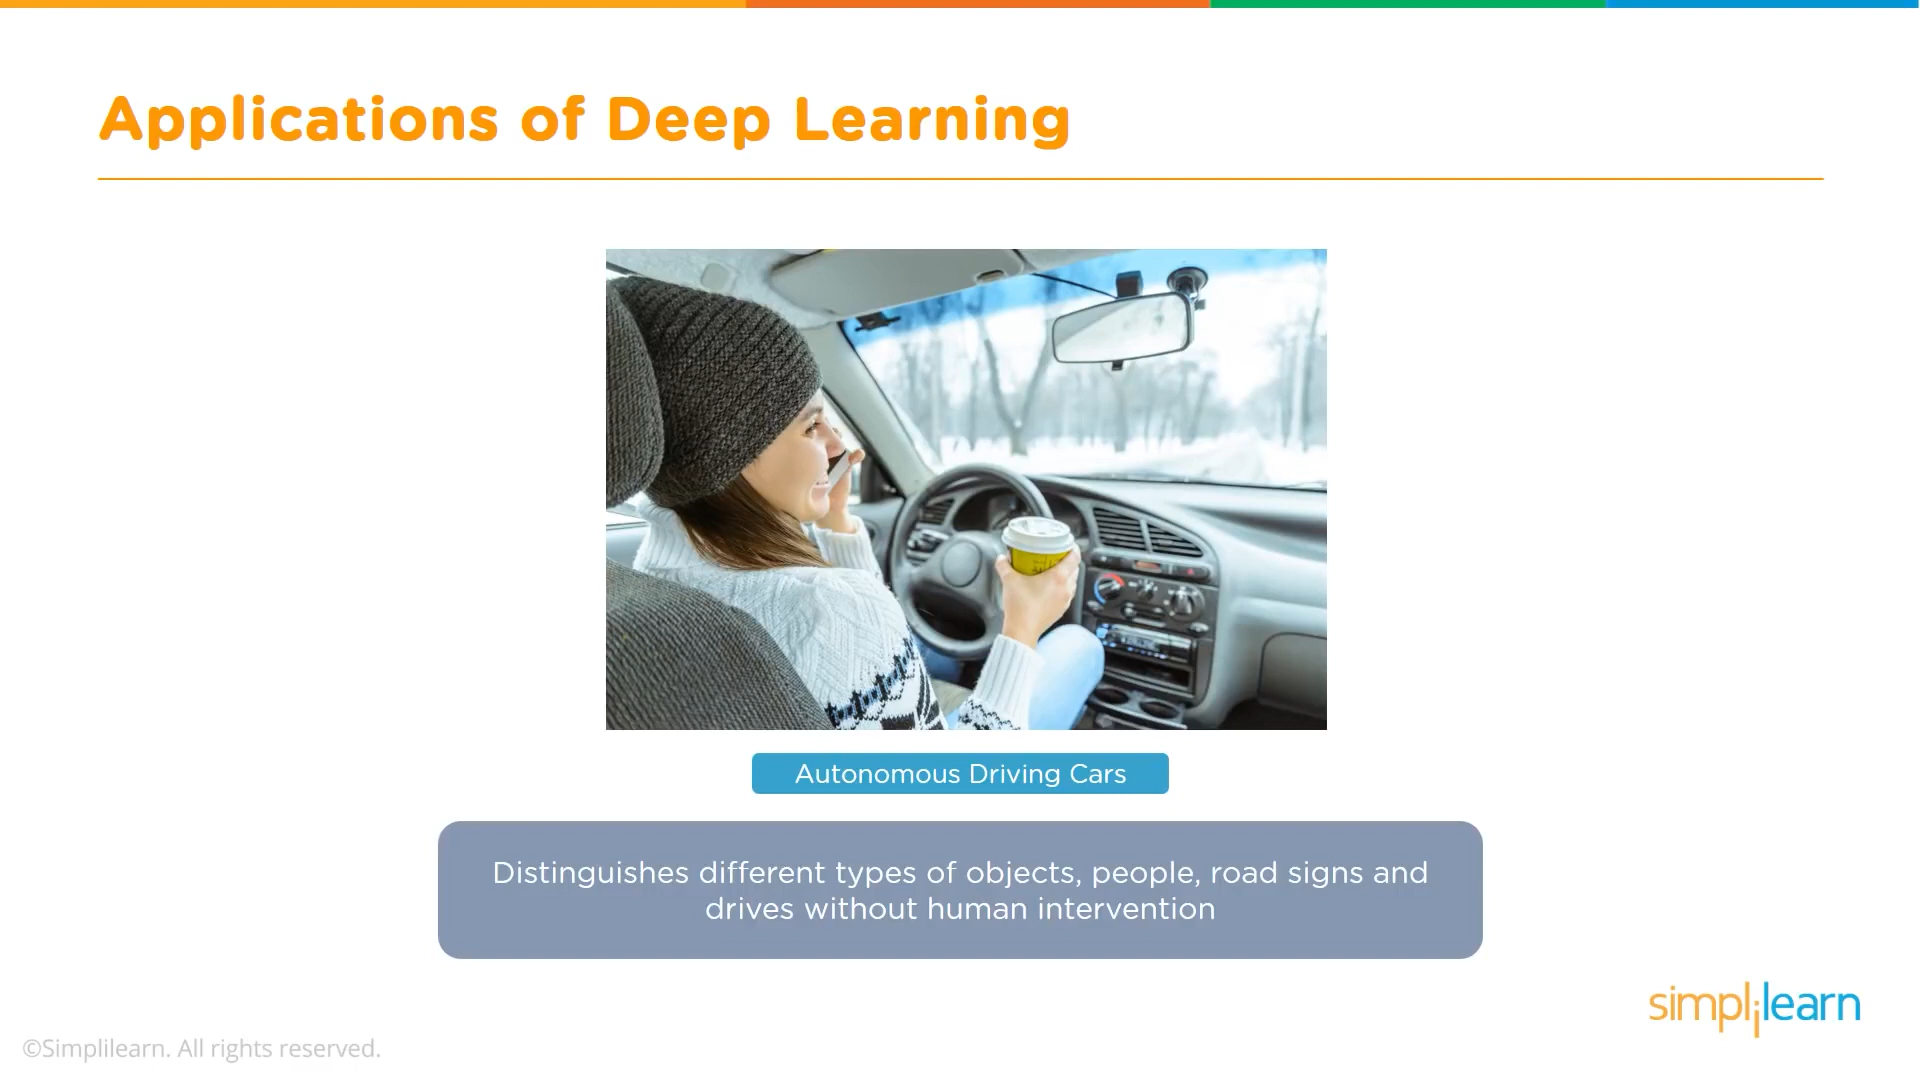 Applications of Deep Learning
Autonomous Driving Cars
Distinguishes different types of objects, people, road signs and
drives without human intervention
simplilearn
©Simplilearn. All rights reserved.